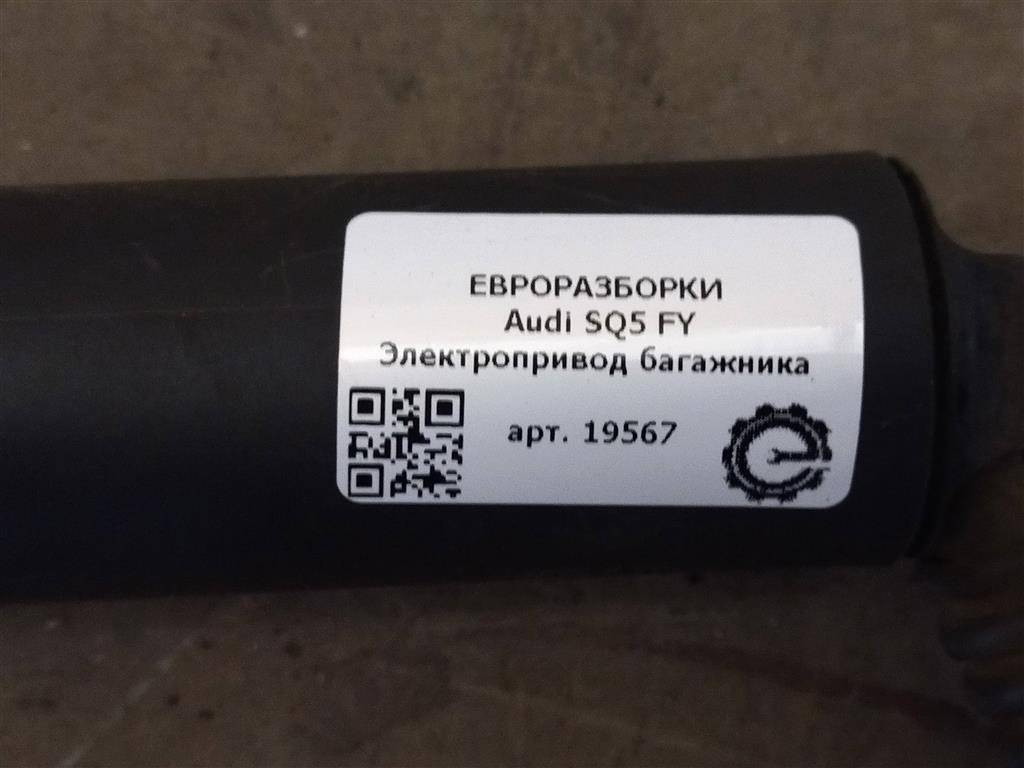 ЕВРОРАЗБОРКИ
Audi SQ5 FY
Электропривод багажника
арт. 19567